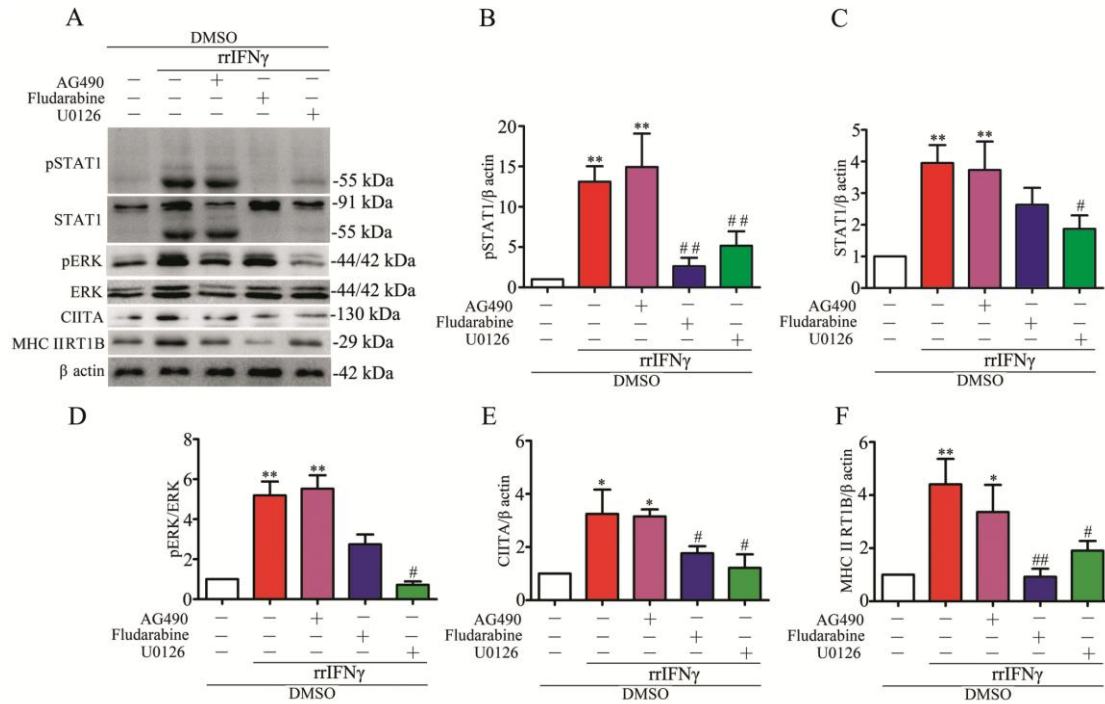 A
DMSO
rrIFNγ
AG490 – – + – –
Fludarabine – – – + –
U0126 – – – – +
pSTAT1
-55 kDa
STAT1
-91 kDa
-55 kDa
pERK -44/42 kDa
ERK -44/42 kDa
CIITA -130 kDa
MHC IIRT1B -29 kDa
β actin -42 kDa
B
pSTAT1/β actin
20
15
10
5
0
** ** ## ##
AG490 – – + – –
Fludarabine – – – + –
U0126 – – – – +
rrIFNγ
DMSO
C
STAT1/β actin
5
4
3
2
1
0
** ** #
AG490 – – + – –
Fludarabine – – – + –
U0126 – – – – +
rrIFNγ
DMSO
D
pERK/ERK
8
6
4
2
0
** ** #
AG490 – – + – –
Fludarabine – – – + –
U0126 – – – – +
rrIFNγ
DMSO
E
CIITA/β actin
6
4
2
0
* * # #
AG490 – – + – –
Fludarabine – – – + –
U0126 – – – – +
rrIFNγ
DMSO
F
MHC II RT1B/β actin
6
4
2
0
** * ## #
AG490 – – + – –
Fludarabine – – – + –
U0126 – – – – +
rrIFNγ
DMSO